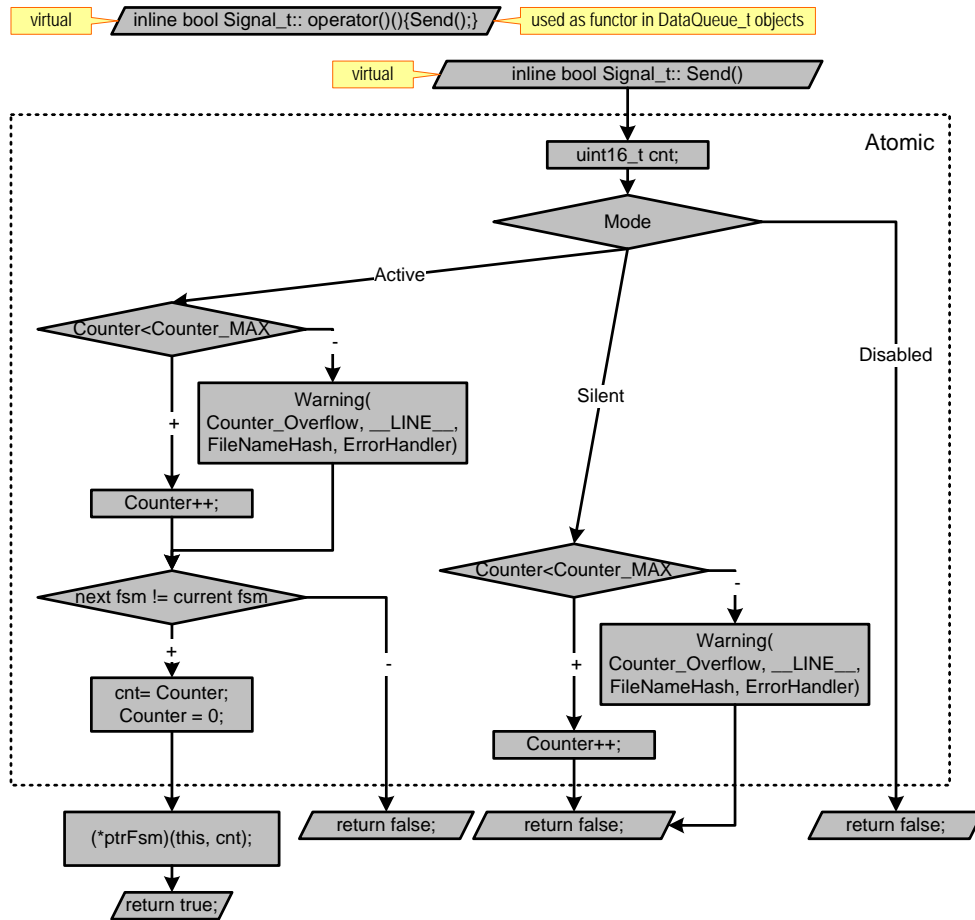 virtual
inline bool Signal_t:: operator()(){Send();}
used as functor in DataQueue_t objects
virtual
inline bool Signal_t:: Send()
Atomic
uint16_t cnt;
Mode
Active
Silent
Disabled
Counter<Counter_MAX
-
+
Warning(
Counter_Overflow, __LINE__,
FileNameHash, ErrorHandler)
Counter++;
next fsm != current fsm
+
-
cnt= Counter;
Counter = 0;
Counter<Counter_MAX
-
+
Warning(
Counter_Overflow, __LINE__,
FileNameHash, ErrorHandler)
Counter++;
(*ptrFsm)(this, cnt);
return true;
return false;
return false;
return false;